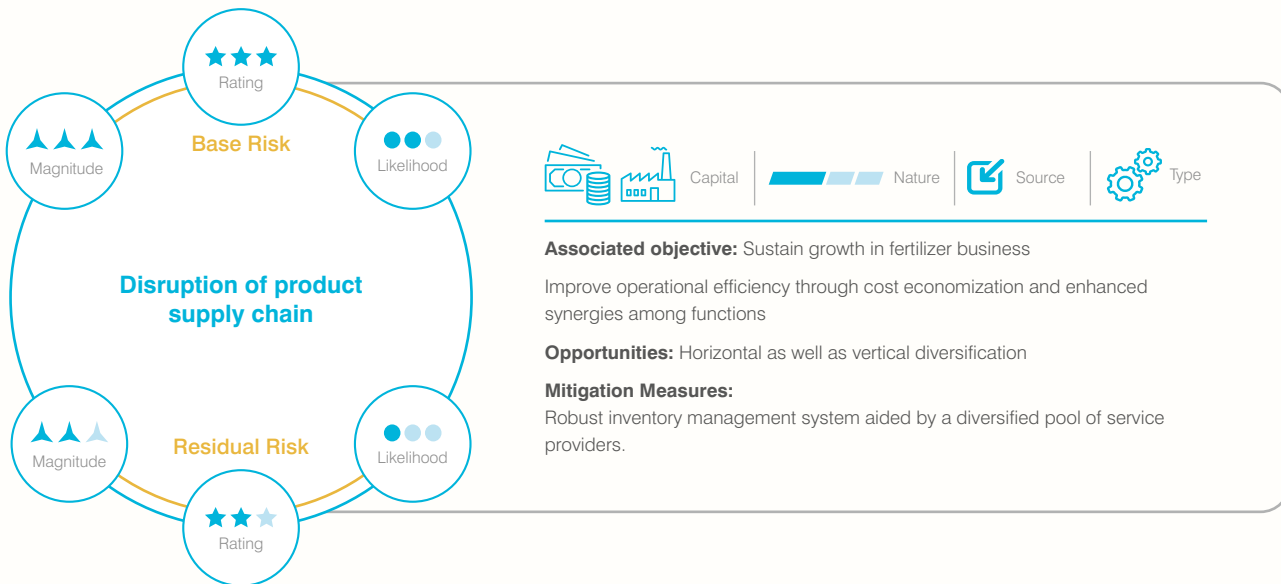 Rating
Magnitude
Base Risk
Likelihood
Disruption of product
supply chain
Magnitude
Residual Risk
Likelihood
Rating
Capital
Nature
Source
Type
Associated objective: Sustain growth in fertilizer business
Improve operational efficiency through cost economization and enhanced
synergies among functions
Opportunities: Horizontal as well as vertical diversification
Mitigation Measures:
Robust inventory management system aided by a diversified pool of service
providers.